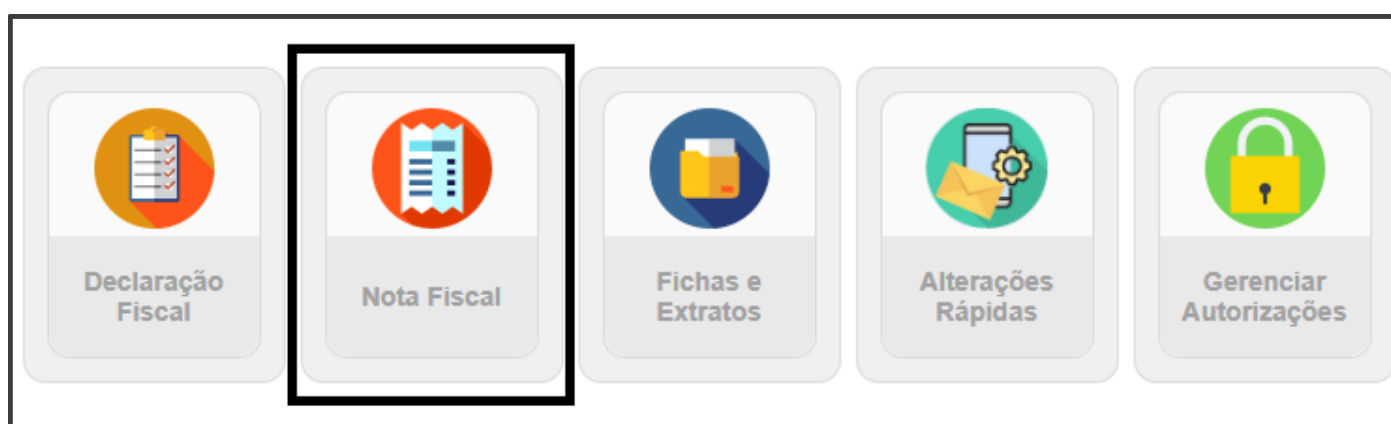 Declaração
Fiscal
Nota Fiscal
Fichas e
Extratos
Alterações
Rápidas
Gerenciar
Autorizações